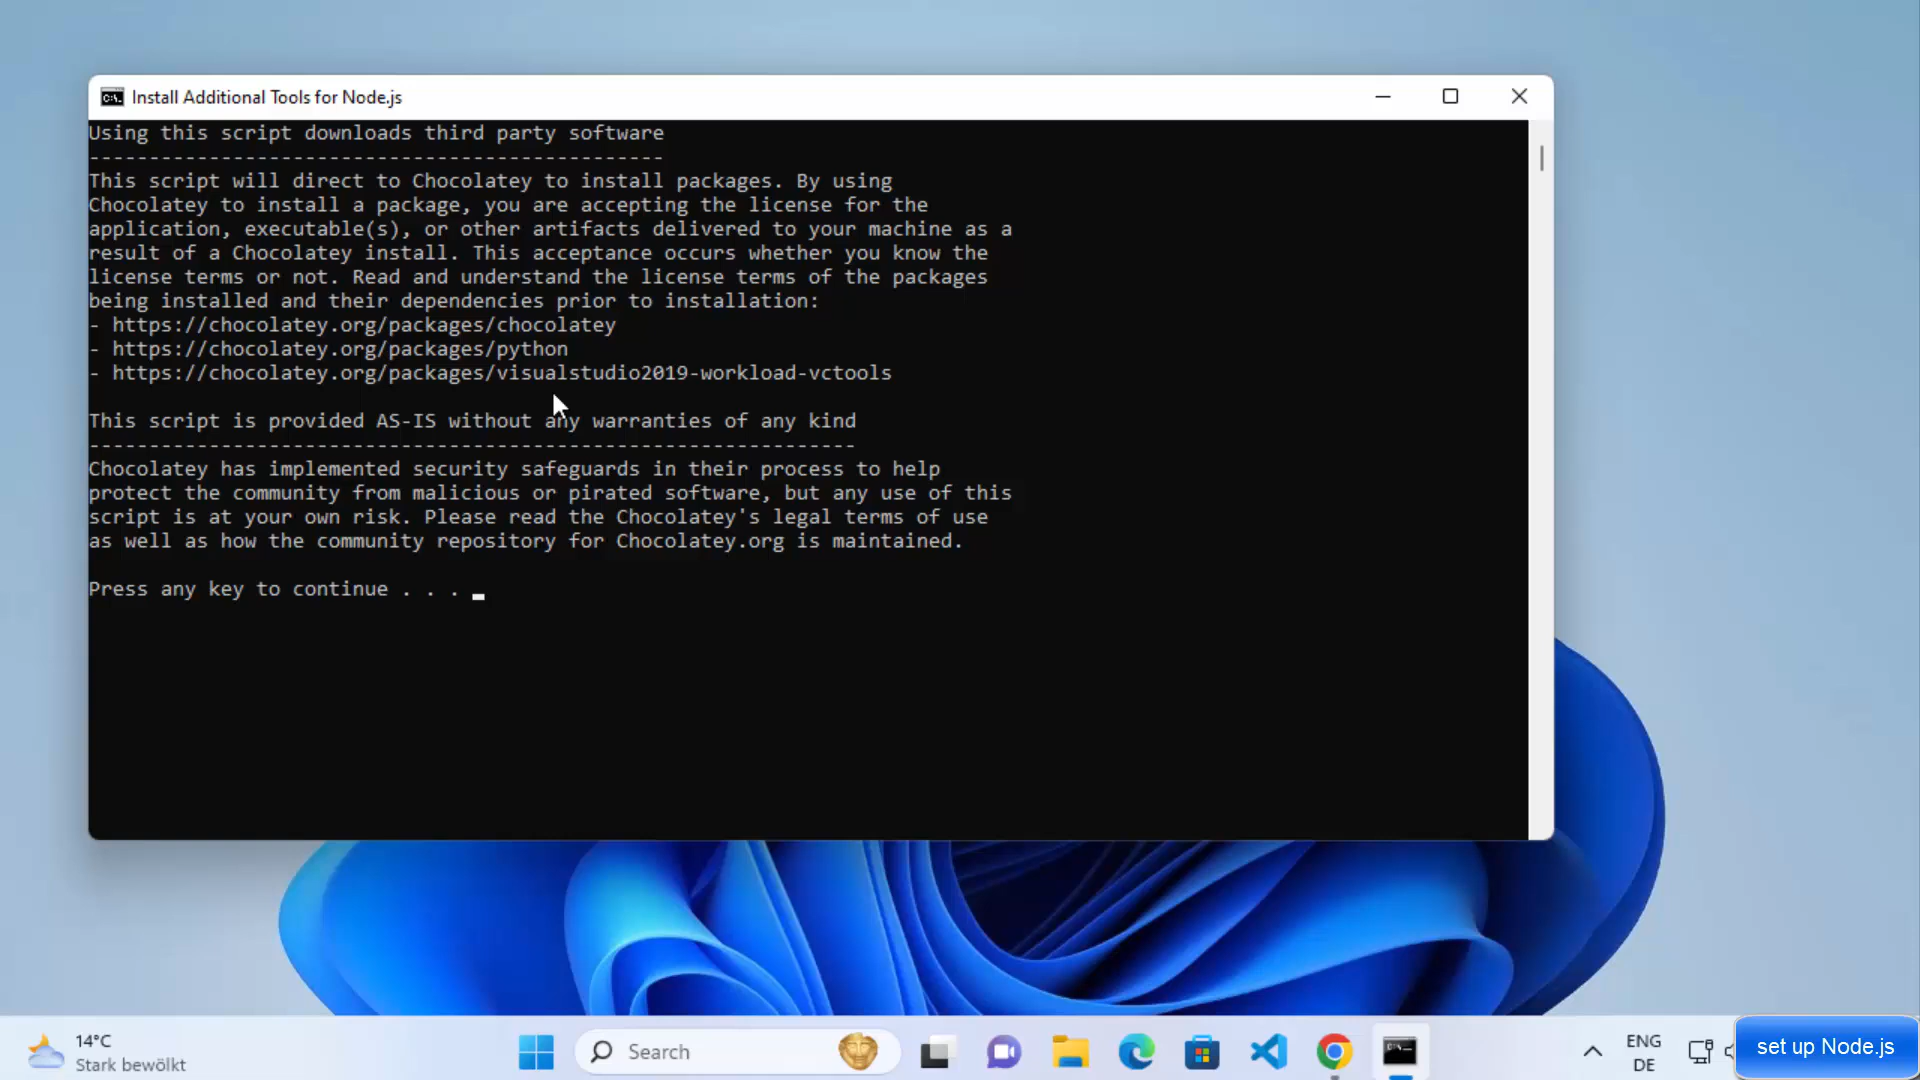 Install Additional Tools for Node.js
Using this script downloads third party software
------------------------------------------------
This script will direct to Chocolatey to install packages. By using
Chocolatey to install a package, you are accepting the license for the
application, executable(s), or other artifacts delivered to your machine as a
result of a Chocolatey install. This acceptance occurs whether you know the
license terms or not. Read and understand the license terms of the packages
being installed and their dependencies prior to installation:
- https://chocolatey.org/packages/chocolatey
- https://chocolatey.org/packages/python
- https://chocolatey.org/packages/visualstudio2019-workload-vctools
This script is provided AS-IS without any warranties of any kind
----------------------------------------------------------------
Chocolatey has implemented security safeguards in their process to help
protect the community from malicious or pirated software, but any use of this
script is at your own risk. Please read the Chocolatey's legal terms of use
as well as how the community repository for Chocolatey.org is maintained.
Press any key to continue . . . _
14°C
Stark bewölkt
Search
ENG
DE
set up Node.js